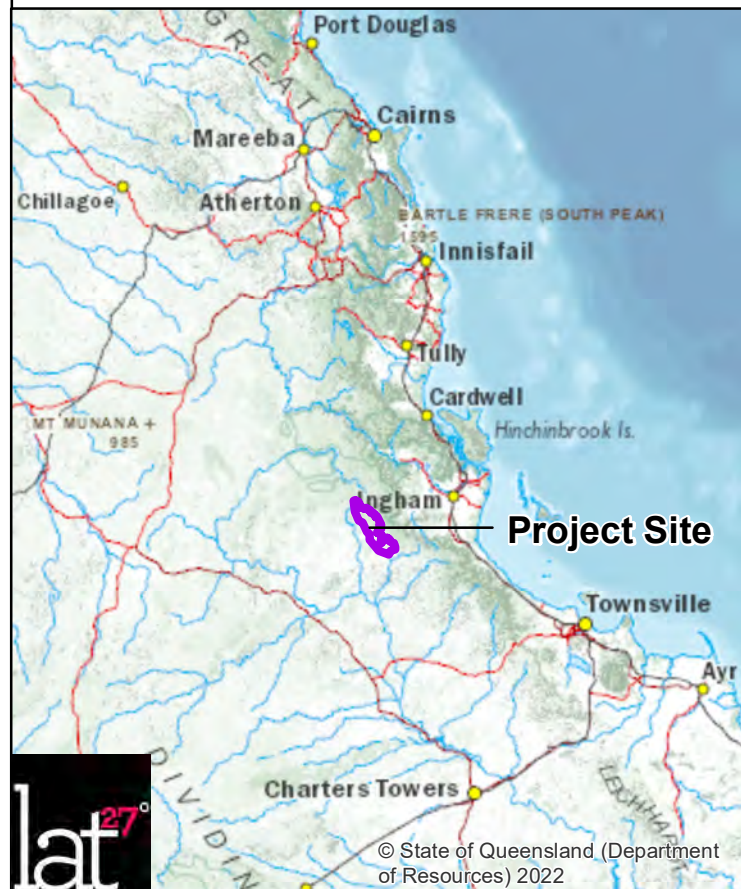 GREAT
Port Douglas
Cairns
Mareeba
Chillagoe
Atherton
BARTLE FRERE (SOUTH PEAK)
1595
Innisfail
Tully
Cardwell
MT MUNANA +
985
Hinchinbrook Is.
Ingham
Project Site
Townsville
Ayr
DIVIDIN
Charters Towers
LEICHHAR
lat27°
© State of Queensland (Department
of Resources) 2022